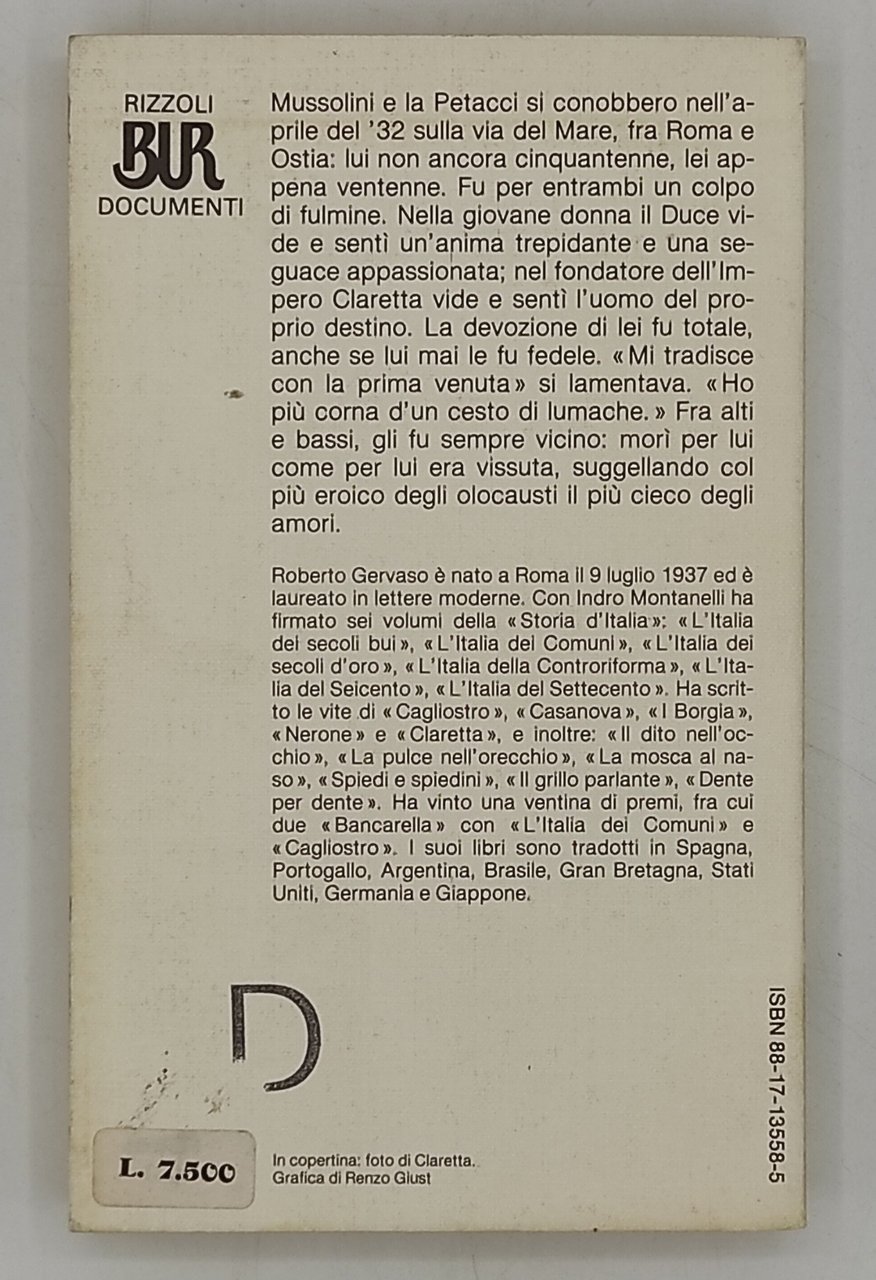 RIZZOLI
BUR
DOCUMENTI
Mussolini e la Petacci si conobbero nell'a-
prile del '32 sulla via del Mare, fra Roma e
Ostia: lui non ancora cinquantenne, lei ap-
pena ventenne. Fu per entrambi un colpo
di fulmine. Nella giovane donna il Duce vi-
de e sentì un'anima trepidante e una se-
guace appassionata; nel fondatore dell'Im-
pero Claretta vide e sentì l'uomo del pro-
prio destino. La devozione di lei fu totale,
anche se lui mai le fu fedele. «Mi tradisce
con la prima venuta» si lamentava. «Ho
più corna d'un cesto di lumache.» Fra alti
e bassi, gli fu sempre vicino: morì per lui
come per lui era vissuta, suggellando col
più eroico degli olocausti il più cieco degli
amori.
Roberto Gervaso è nato a Roma il 9 luglio 1937 ed è
laureato in lettere moderne. Con Indro Montanelli ha
firmato sei volumi della «Storia d'Italia»: «L'Italia
dei secoli bui», «L'Italia dei Comuni», «L'Italia dei
secoli d'oro», «L'Italia della Controriforma», «L'Ita-
lia del Seicento», «L'Italia del Settecento». Ha scrit-
to le vite di «Cagliostro», «Casanova», «I Borgia»,
«Nerone» e «Claretta», e inoltre: «Il dito nell'oc-
chio», «La pulce nell'orecchio», «La mosca al na-
so», «Spiedi e spiedini», «Il grillo parlante», «Dente
per dente». Ha vinto una ventina di premi, fra cui
due «Bancarella» con «L'Italia dei Comuni» e
«Cagliostro». I suoi libri sono tradotti in Spagna,
Portogallo, Argentina, Brasile, Gran Bretagna, Stati
Uniti, Germania e Giappone.
D
L. 7.500
In copertina: foto di Claretta.
Grafica di Renzo Giust
ISBN 88-17-13558-5